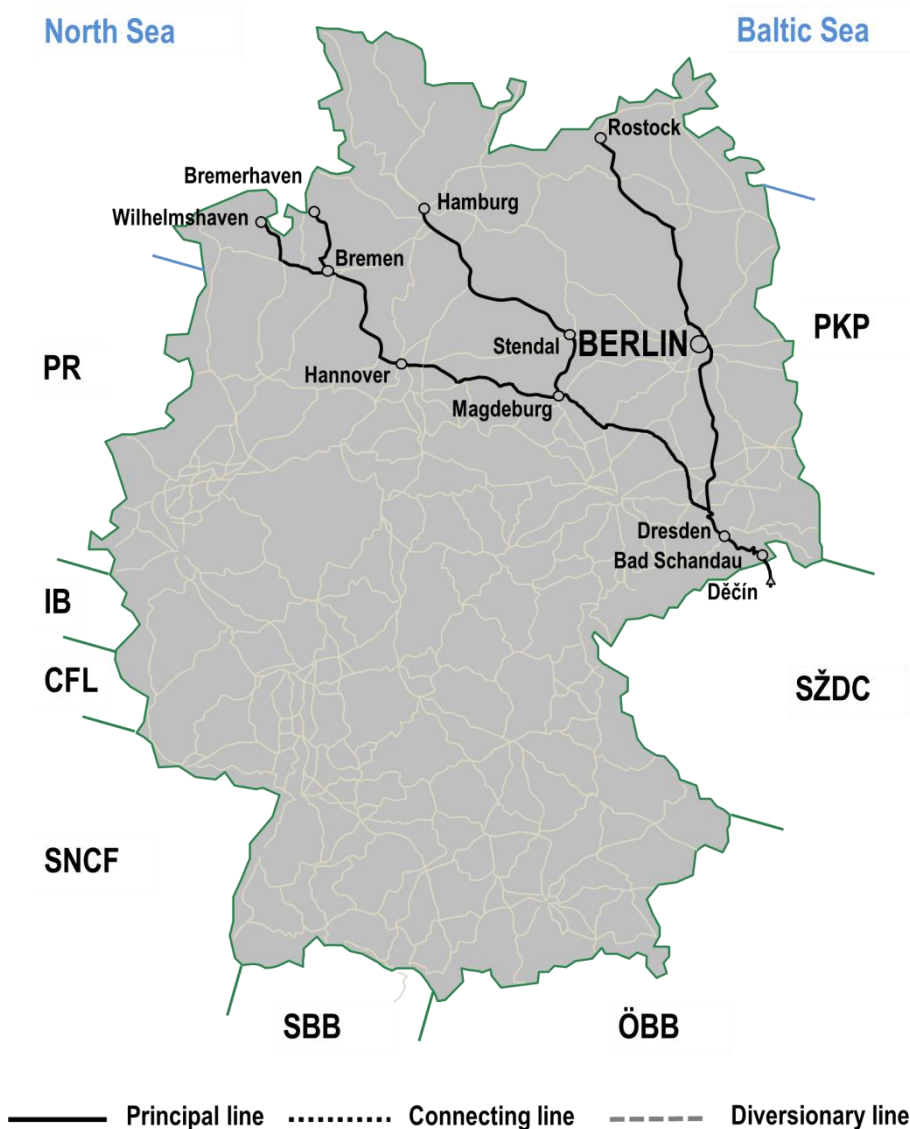 North Sea
Baltic Sea
Rostock
Bremerhaven
Wilhelmshaven
Hamburg
Bremen
PKP
Stendal
BERLIN
PR
Hannover
Magdeburg
Dresden
Bad Schandau
Děčín
IB
CFL
SŽDC
SNCF
SBB
ÖBB
Principal line
Connecting line
Diversionary line